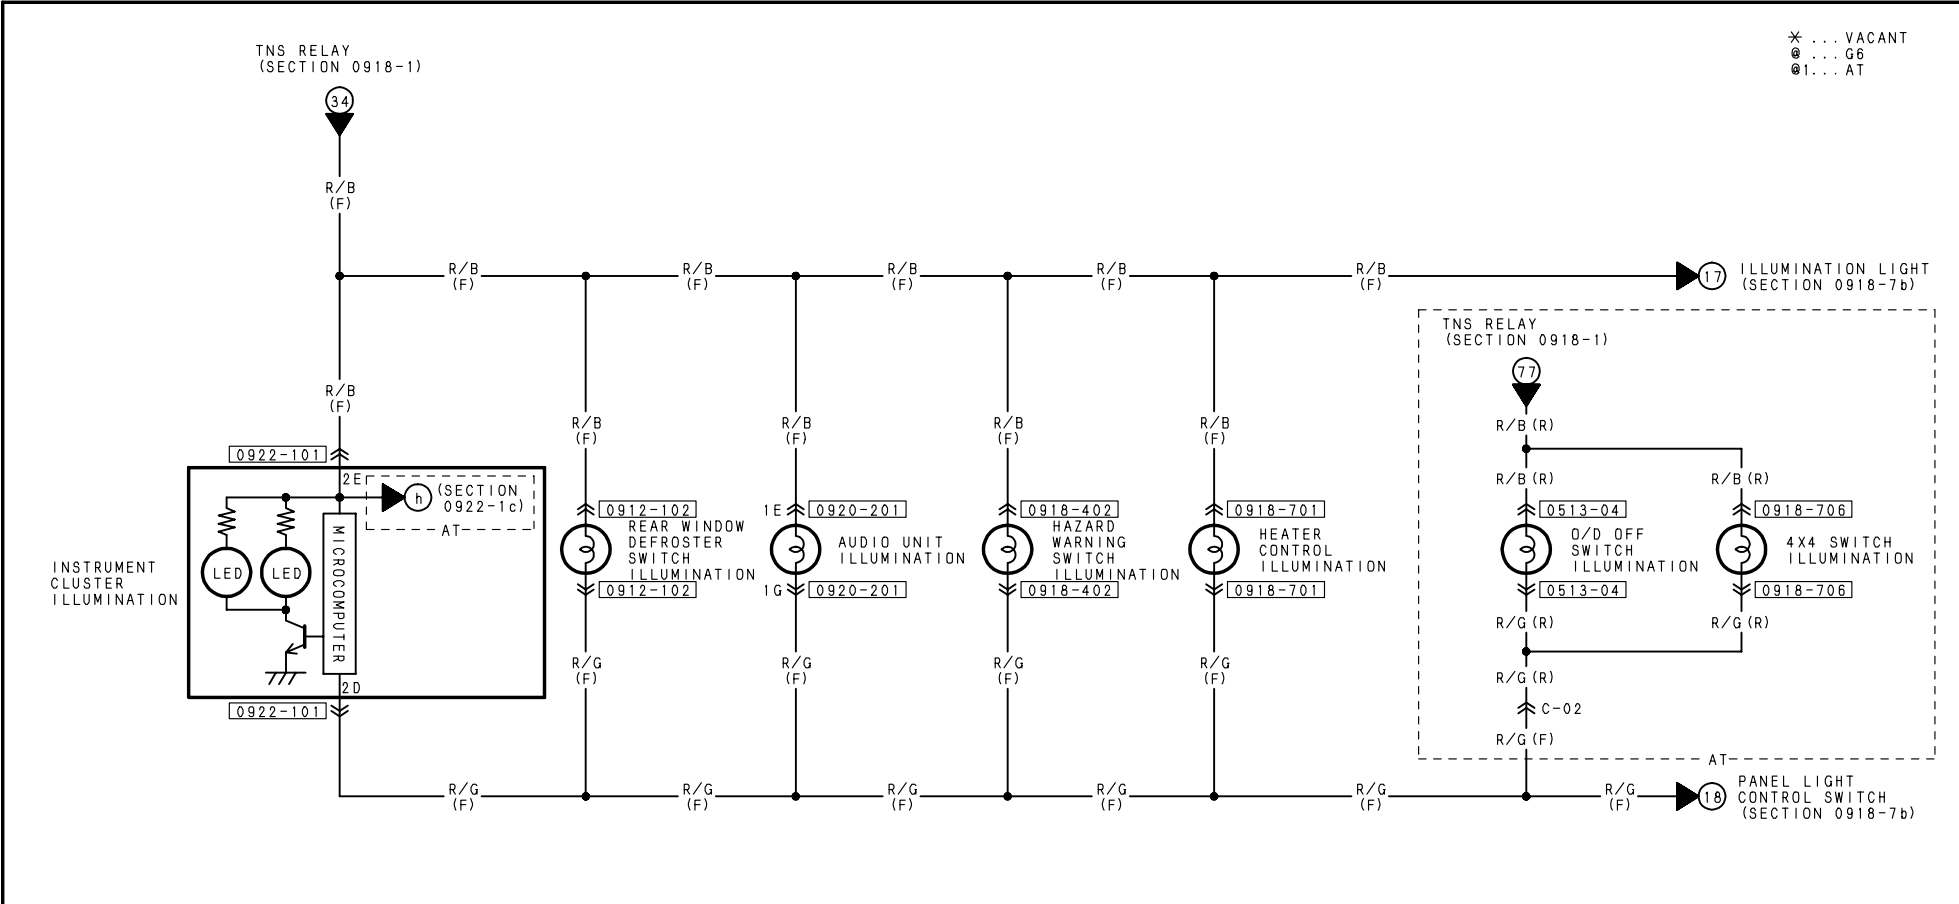 TNS RELAY
(SECTION 0918-1)
34
✳ ... VACANT
@ ... G6
@1... AT
R/B
(F)
R/B
(F)
R/B
(F)
R/B
(F)
R/B
(F)
R/B
(F)
17
ILLUMINATION LIGHT
(SECTION 0918-7b)
TNS RELAY
(SECTION 0918-1)
77
R/B
(F)
R/B
(F)
R/B
(F)
R/B
(F)
R/B
(F)
R/B (R)
R/B (R)
R/B (R)
0922-101
2E
h
(SECTION
0922-1c)
AT
MICROCOMPUTER
LED
LED
INSTRUMENT
CLUSTER
ILLUMINATION
2D
0922-101
0912-102
REAR WINDOW
DEFROSTER
SWITCH
ILLUMINATION
0912-102
1E
0920-201
AUDIO UNIT
ILLUMINATION
1G
0920-201
0918-402
HAZARD
WARNING
SWITCH
ILLUMINATION
0918-402
0918-701
HEATER
CONTROL
ILLUMINATION
0918-701
0513-04
O/D OFF
SWITCH
ILLUMINATION
0513-04
0918-706
4X4 SWITCH
ILLUMINATION
0918-706
R/G (R)
R/G (R)
R/G
(F)
R/G
(F)
R/G
(F)
R/G
(F)
R/G (R)
C-02
R/G (F)
AT
R/G
(F)
R/G
(F)
R/G
(F)
R/G
(F)
R/G
(F)
R/G
(F)
18
PANEL LIGHT
CONTROL SWITCH
(SECTION 0918-7b)